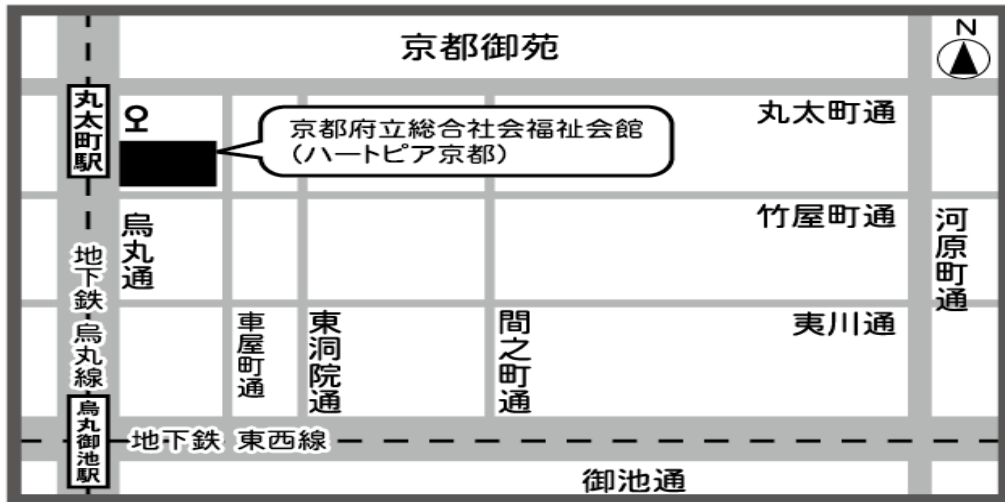 京都御苑
N
丸太町駅
丸太町通
京都府立総合社会福祉会館
（ハートピア京都）
烏丸通
竹屋町通
河原町通
地下鉄 烏丸線
車屋町通
東洞院通
間之町通
夷川通
烏丸御池駅
地下鉄 東西線
御池通